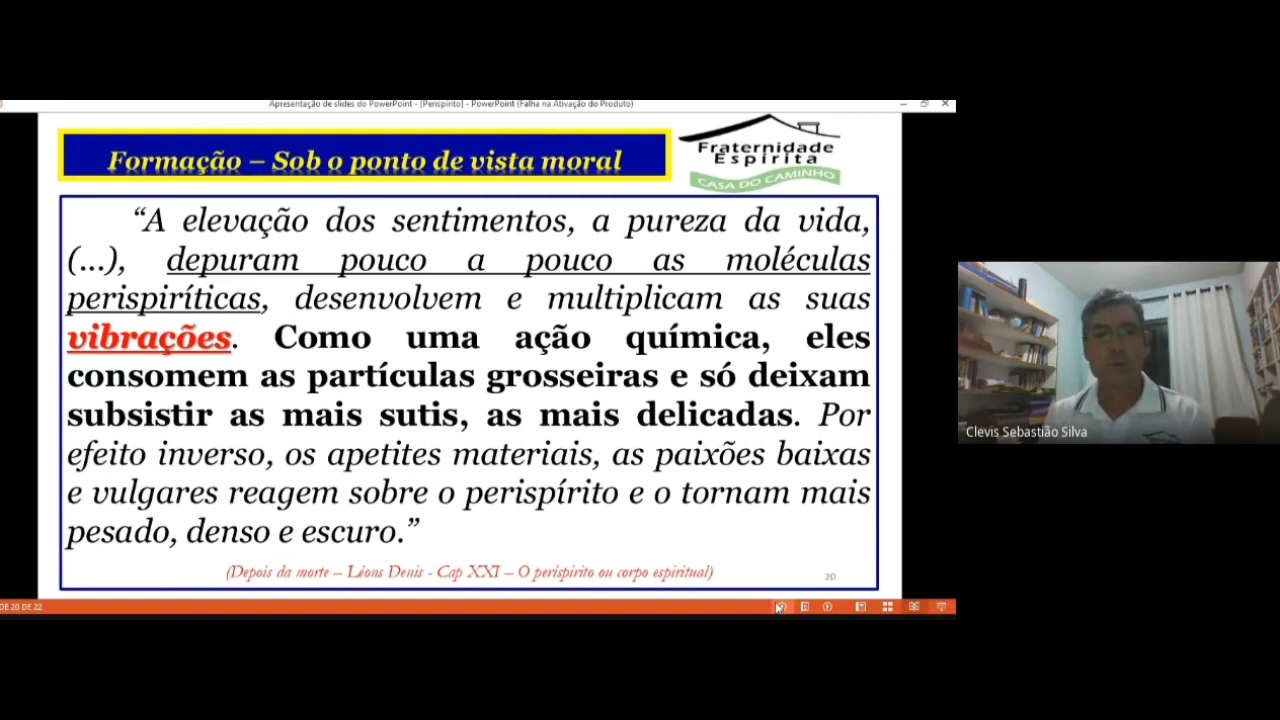 Apresentação de slides do PowerPoint - [Perispirito] - PowerPoint (Falha na Ativação do Produto)
Formação – Sob o ponto de vista moral
Fraternidade
Espírita
CASA DO CAMINHO
“A elevação dos sentimentos, a pureza da vida,
(...), depuram pouco a pouco as moléculas
perispiríticas, desenvolvem e multiplicam as suas
vibrações. Como uma ação química, eles
consomem as partículas grosseiras e só deixam
subsistir as mais sutis, as mais delicadas. Por
efeito inverso, os apetites materiais, as paixões baixas
e vulgares reagem sobre o perispírito e o tornam mais
pesado, denso e escuro.”
(Depois da morte – Léons Denis - Cap XXI – O períspirito ou corpo espiritual)
20
DE 20 DE 22
Clevis Sebastião Silva